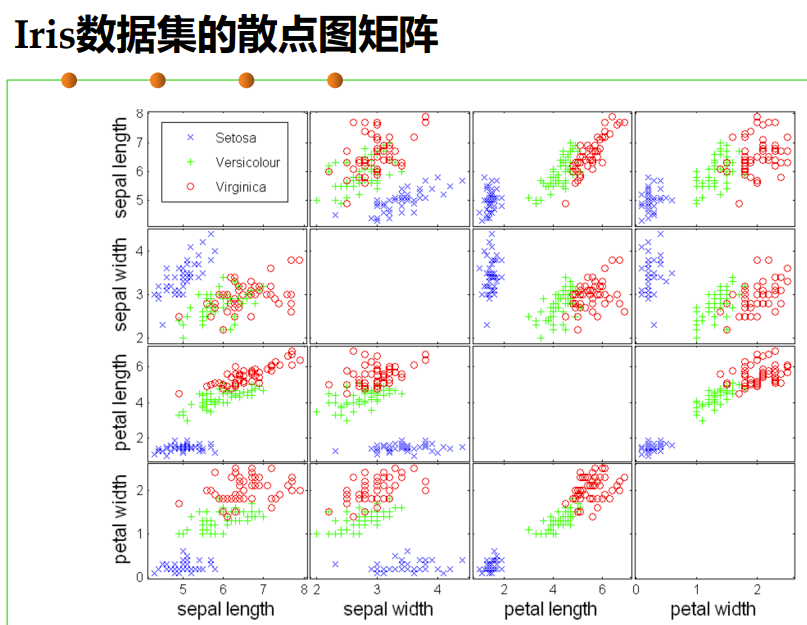 Iris数据集的散点图矩阵
sepal length
8
7
6
5
Setosa
Versicolour
Virginica
sepal width
4
3
2
petal length
6
4
2
petal width
2
1
0
5 6 7 8 2 3 4 2 4 6 0 1 2
sepal length sepal width petal length petal width